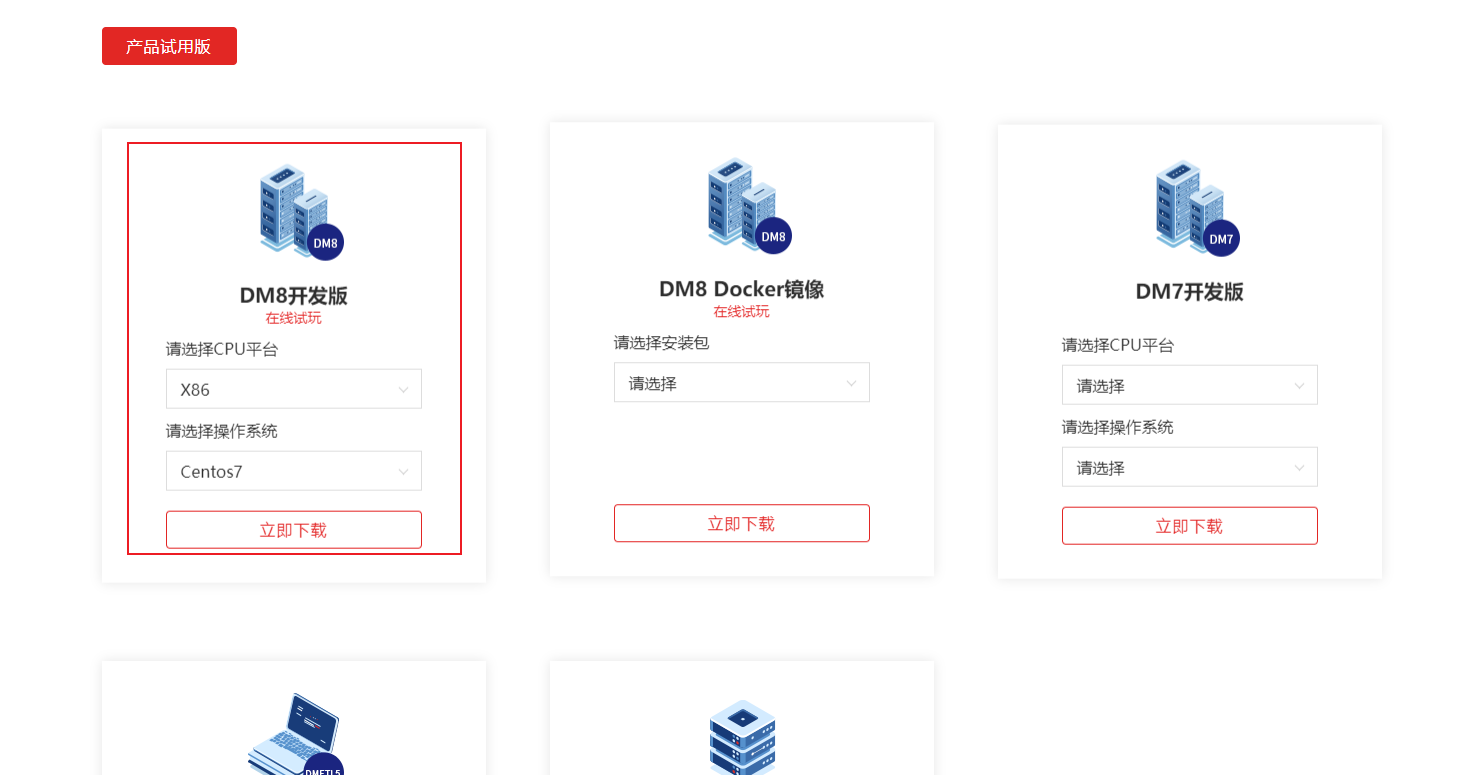 产品试用版
DM8
DM8开发版
在线试玩
请选择CPU平台
X86
请选择操作系统
Centos7
立即下载
DM8
DM8 Docker镜像
在线试玩
请选择安装包
请选择
立即下载
DM7
DM7开发版
请选择CPU平台
请选择
请选择操作系统
请选择
立即下载
DMETL5